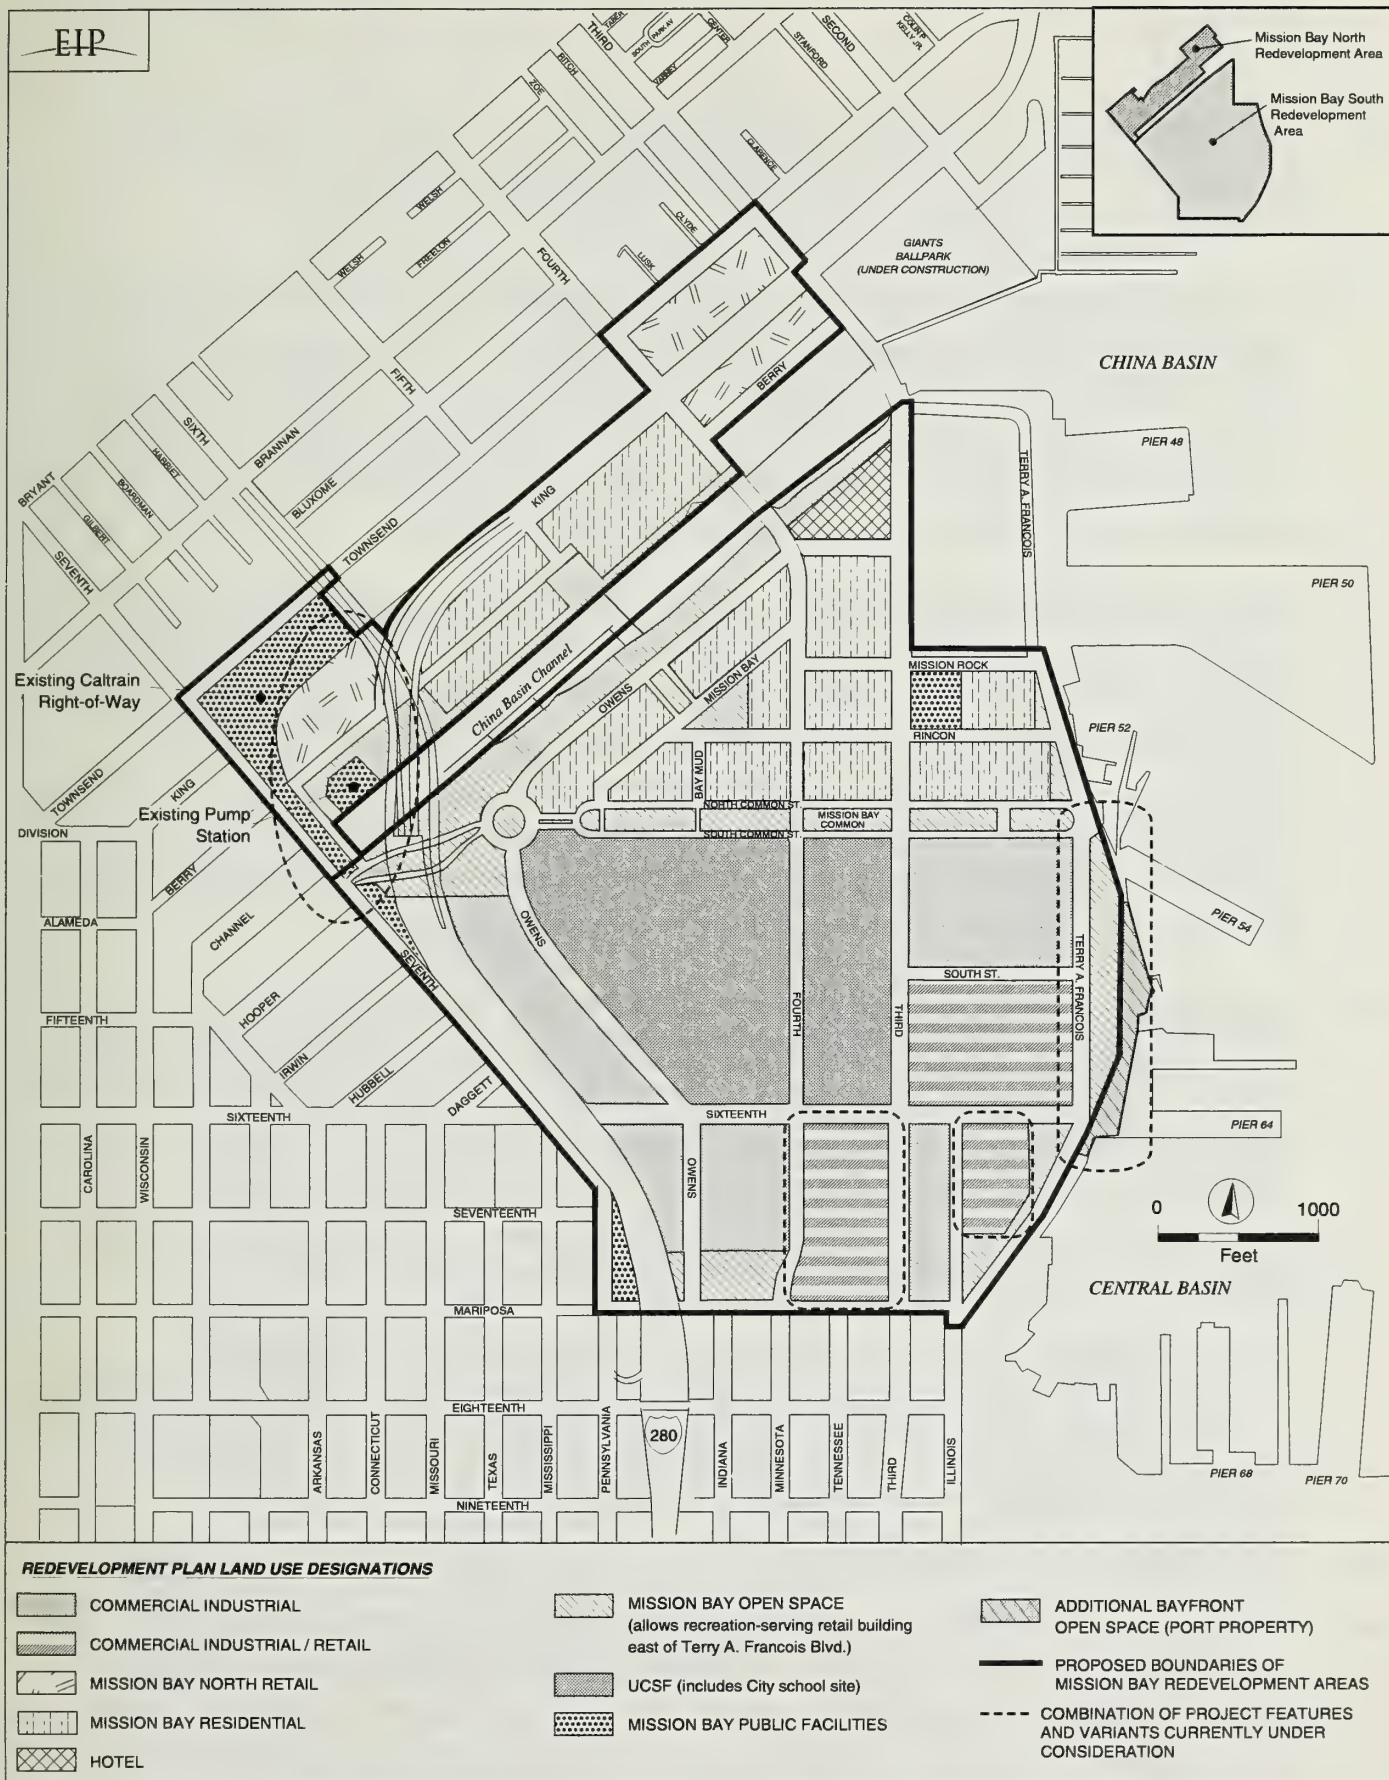 EIP
THIRD
TABER
SOUTH
PARK AV
CENTER
SECOND
COLIN P.
KELLY JR.
STANFORD
RITCH
VARNEY
ZOE
CLARENCE
Mission Bay North
Redevelopment Area
Mission Bay South
Redevelopment
Area
WELSH
CLYDE
WELSH
FREELON
LUSK
FOURTH
GIANTS
BALLPARK
(UNDER CONSTRUCTION)
CHINA BASIN
FIFTH
BERRY
SIXTH
BRANNAN
HARRIET
BRYANT
BOARDMAN
GILBERT
BLUXOME
KING
TOWNSEND
SEVENTH
PIER 48
TERRY A. FRANCOIS
PIER 50
Existing Caltrain
Right-of-Way
China Basin Channel
OWENS
MISSION BAY
MISSION ROCK
RINCON
PIER 52
BAY MUD
TOWNSEND
KING
Existing Pump
Station
DIVISION
NORTH COMMON ST.
MISSION BAY
COMMON
SOUTH COMMON ST.
BERRY
ALAMEDA
CHANNEL
OWENS
SEVENTH
PIER 54
TERRY A. FRANCOIS
SOUTH ST.
FOURTH
THIRD
FIFTEENTH
HOOPER
IRWIN
HUBBELL
DAGGETT
SIXTEENTH
SIXTEENTH
PIER 64
CAROLINA
WISCONSIN
OWENS
SEVENTEENTH
0
1000
Feet
CENTRAL BASIN
MARIPOSA
EIGHTEENTH
280
ARKANSAS
CONNECTICUT
MISSOURI
TEXAS
MISSISSIPPI
PENNSYLVANIA
INDIANA
MINNESOTA
TENNESSEE
THIRD
ILLINOIS
PIER 68
PIER 70
NINETEENTH
REDEVELOPMENT PLAN LAND USE DESIGNATIONS
COMMERCIAL INDUSTRIAL
COMMERCIAL INDUSTRIAL / RETAIL
MISSION BAY NORTH RETAIL
MISSION BAY RESIDENTIAL
HOTEL
MISSION BAY OPEN SPACE
(allows recreation-serving retail building
east of Terry A. Francois Blvd.)
UCSF (includes City school site)
MISSION BAY PUBLIC FACILITIES
ADDITIONAL BAYFRONT
OPEN SPACE (PORT PROPERTY)
PROPOSED BOUNDARIES OF
MISSION BAY REDEVELOPMENT AREAS
COMBINATION OF PROJECT FEATURES
AND VARIANTS CURRENTLY UNDER
CONSIDERATION